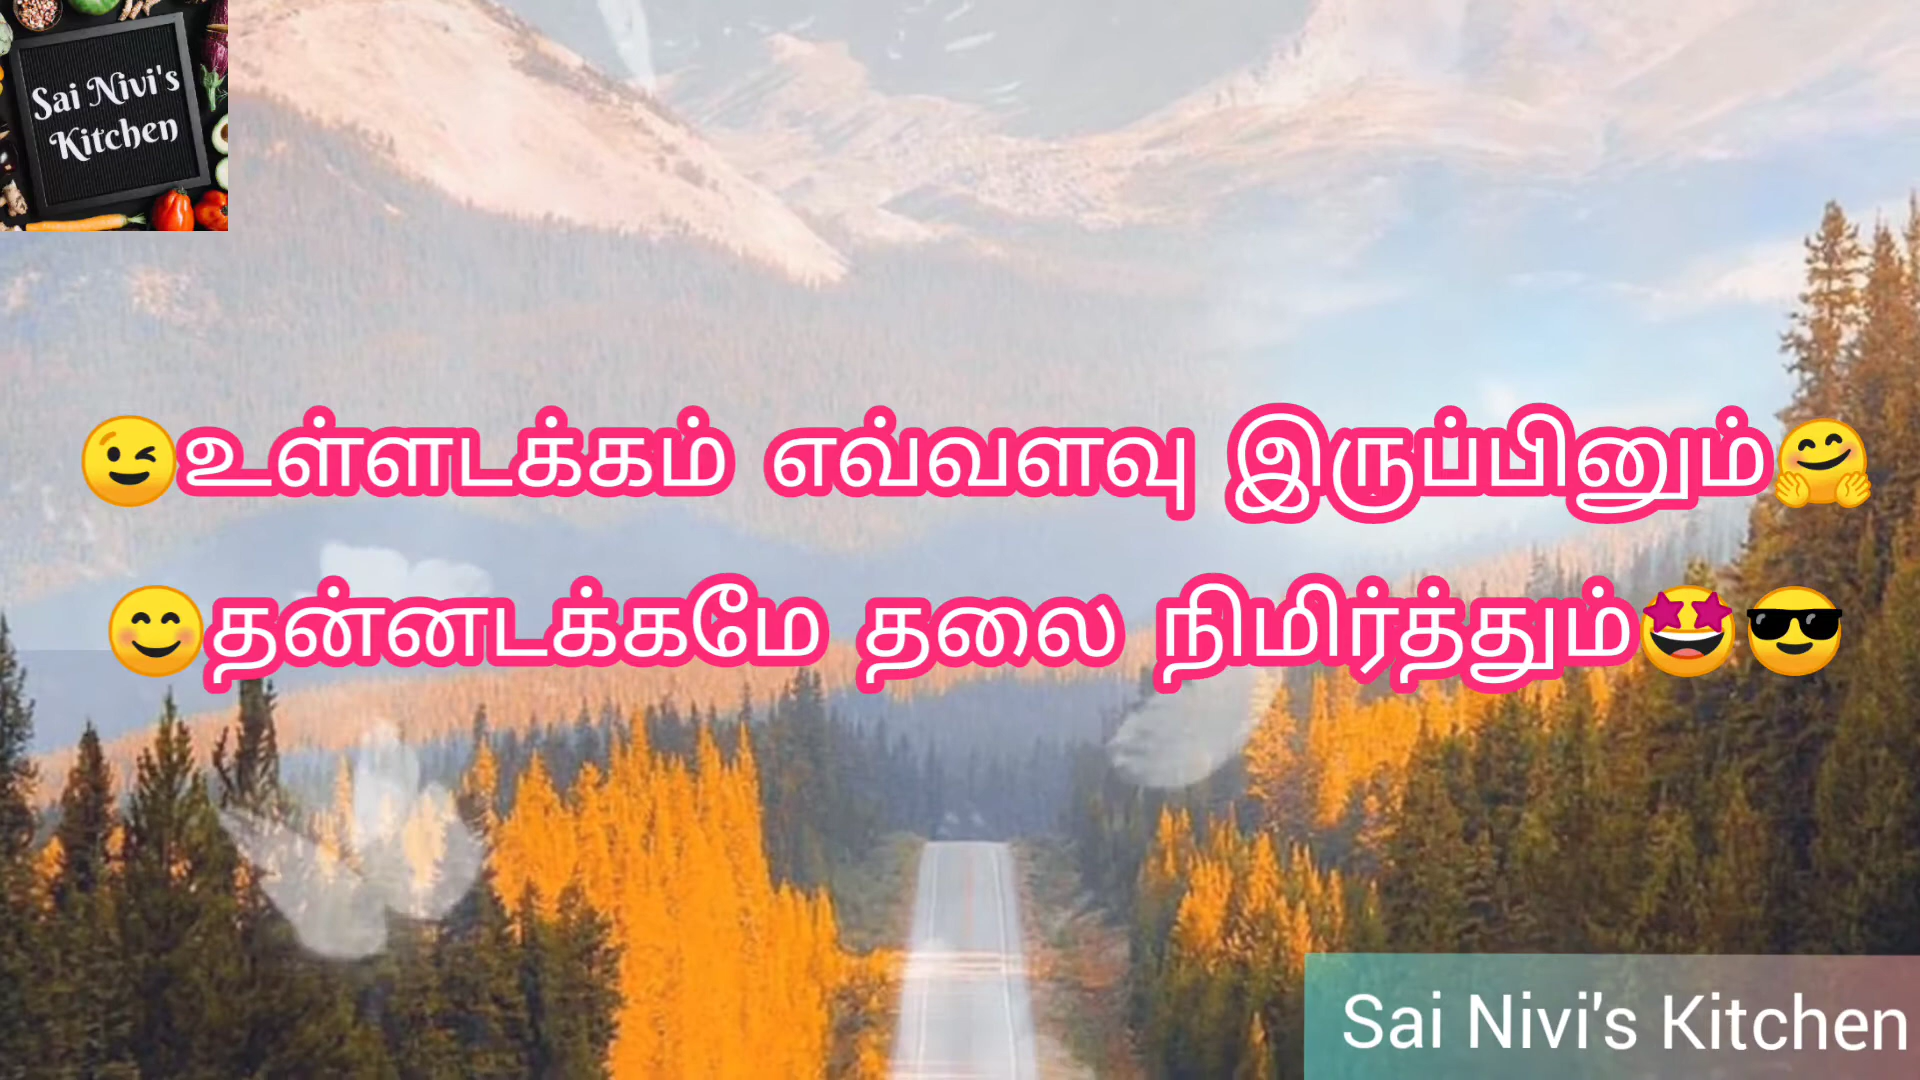 Sai Nivi's
Kitchen
😉உள்ளடக்கம் எவ்வளவு இருப்பினும்🤗
😊தன்னடக்கமே தலை நிமிர்த்தும்🤩😎
Sai Nivi's Kitchen